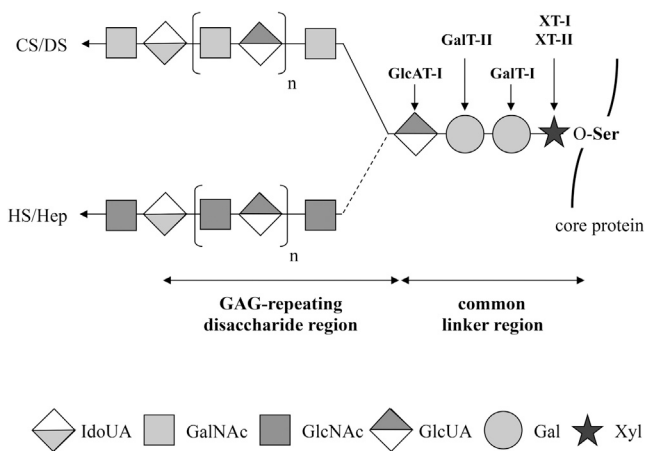 CS/DS
n
GlcAT-I
GalT-II
GalT-I
XT-I
XT-II
O-Ser
HS/Hep
n
core protein
GAG-repeating
disaccharide region
common
linker region
IdoUA
GalNAc
GlcNAc
GlcUA
Gal
Xyl